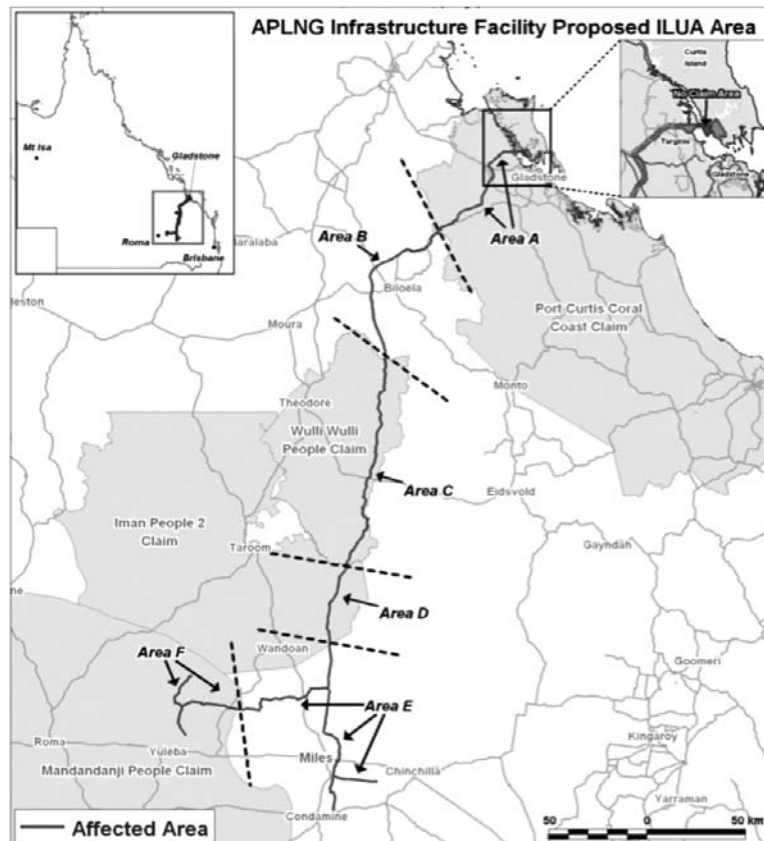 APLNG Infrastructure Facility Proposed ILUA Area
Curtis
Island
No Claim Area
Targinie
Gladstone
Mt Isa
Gladstone
Roma
Brisbane
Gladstone
Area A
Area B
Baralaba
Biloela
Port Curtis Coral
Coast Claim
Moura
Monto
Theodore
Wulli Wulli
People Claim
Area C
Eidsvold
Iman People 2
Claim
Taroom
Gayndah
Area D
Wandoan
Area F
Goomeri
Area E
Roma
Yuleba
Miles
Kingaroy
Mandandanji People Claim
Chinchilla
Yarraman
Condamine
Affected Area
50 0 50 km